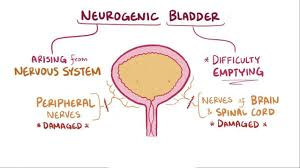 NEUROGENIC BLADDER
ARISING from
NERVOUS SYSTEM
* DIFFICULTY
EMPTYING *
PERIPHERAL
NERVES
* DAMAGED *
NERVES of BRAIN
& SPINAL CORD
* DAMAGED *